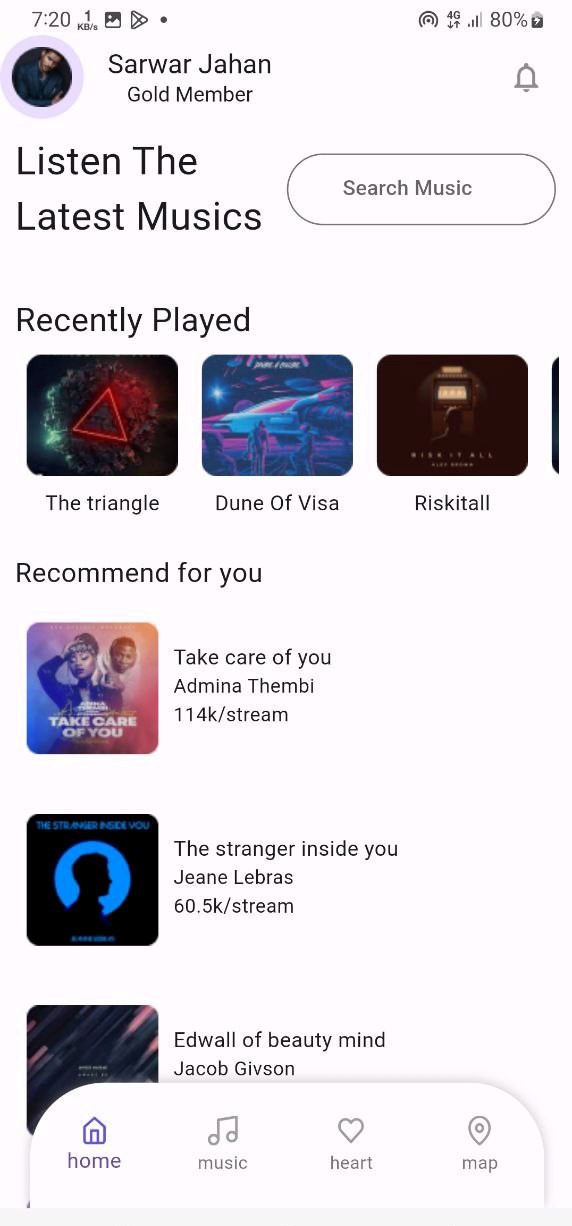 7:20 1 KB/s 4G 80%
Sarwar Jahan
Gold Member
Listen The
Latest Musics
Search Music
Recently Played
The triangle
Dune Of Visa
RISK IT ALL
Riskitall
Recommend for you
TAKE CARE
OF YOU
Take care of you
Admina Thembi
114k/stream
THE STRANGER INSIDE YOU
The stranger inside you
Jeane Lebras
60.5k/stream
Edwall of beauty mind
Jacob Givson
home
music
heart
map